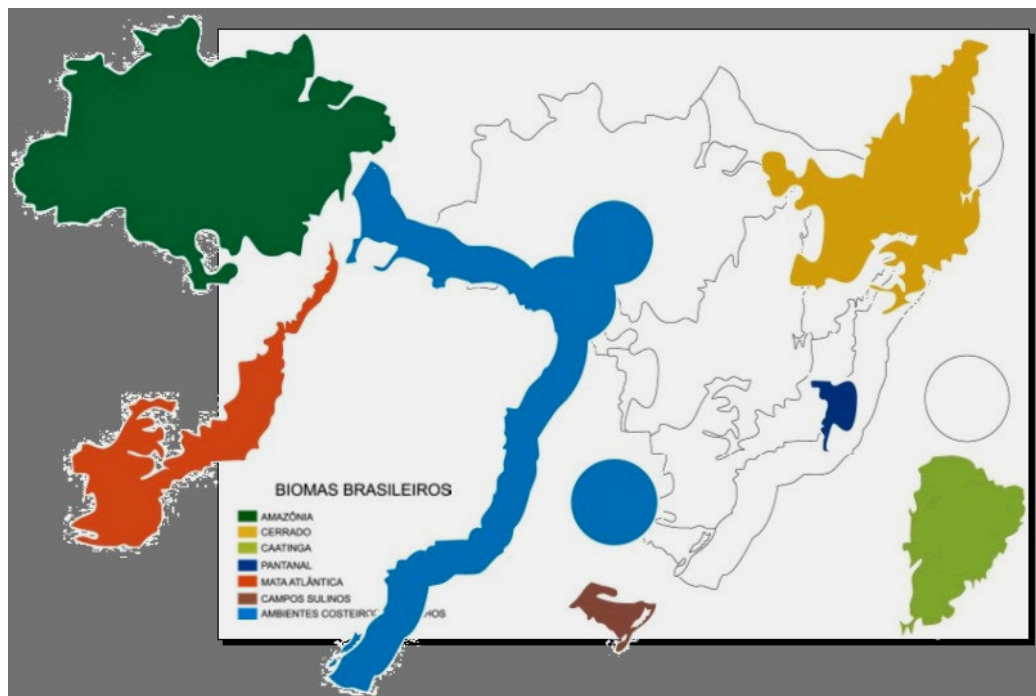 BIOMAS BRASILEIROS
AMAZÔNIA
CERRADO
CAATINGA
PANTANAL
MATA ATLÂNTICA
CAMPOS SULINOS
AMBIENTES